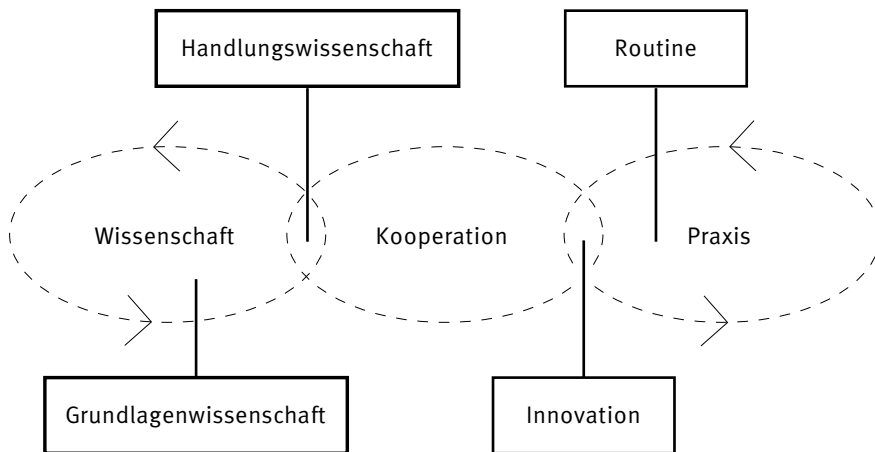 Handlungswissenschaft
Routine
Wissenschaft
Kooperation
Praxis
Grundlagenwissenschaft
Innovation